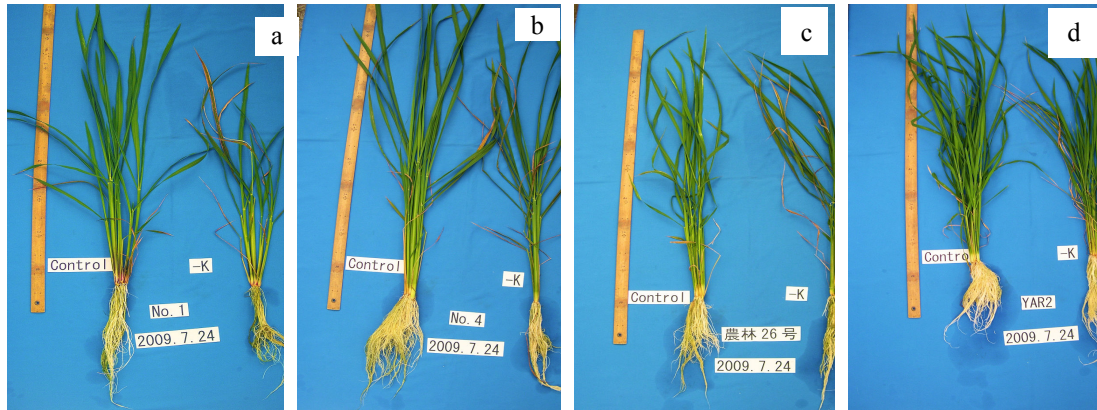 a
Control
-K
No.1
2009.7.24
b
Control
-K
No.4
2009.7.24
c
Control
-K
農林26号
2009.7.24
d
Contro
-K
YAR2
2009.7.24